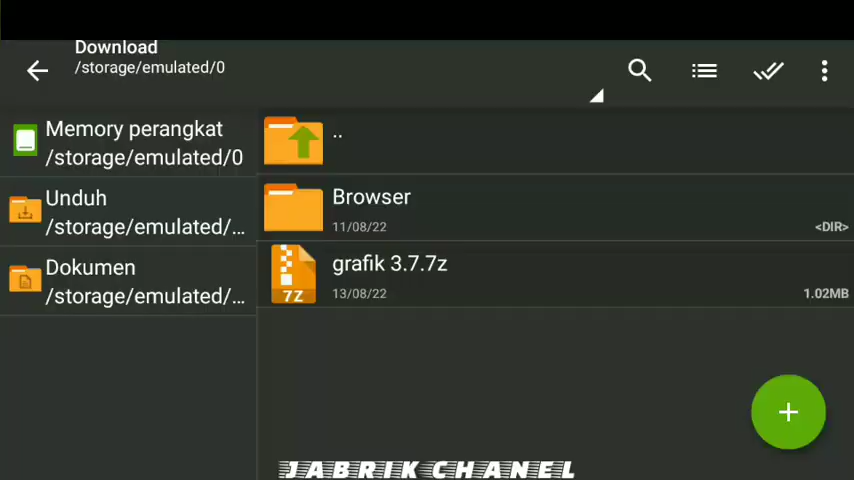 Download
/storage/emulated/0
Memory perangkat
/storage/emulated/0
Unduh
/storage/emulated/...
Dokumen
/storage/emulated/...
..
Browser
11/08/22
<DIR>
7Z
grafik 3.7.7z
13/08/22
1.02MB
JABRIK CHANEL